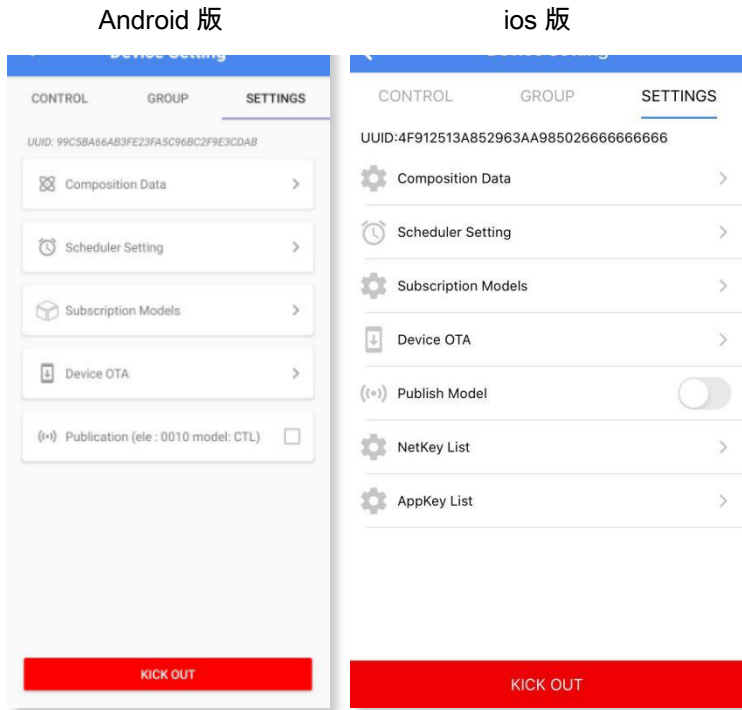 Android 版
ios 版
Device Setting
CONTROL GROUP SETTINGS
UUID: 99C5BA66AB3FE23FA5C96BC2F9E3CDAB
Composition Data
Scheduler Setting
Subscription Models
Device OTA
Publication (ele : 0010 model: CTL)
KICK OUT
Device Setting
CONTROL GROUP SETTINGS
UUID:4F912513A852963AA985026666666666
Composition Data
Scheduler Setting
Subscription Models
Device OTA
Publish Model
NetKey List
AppKey List
KICK OUT